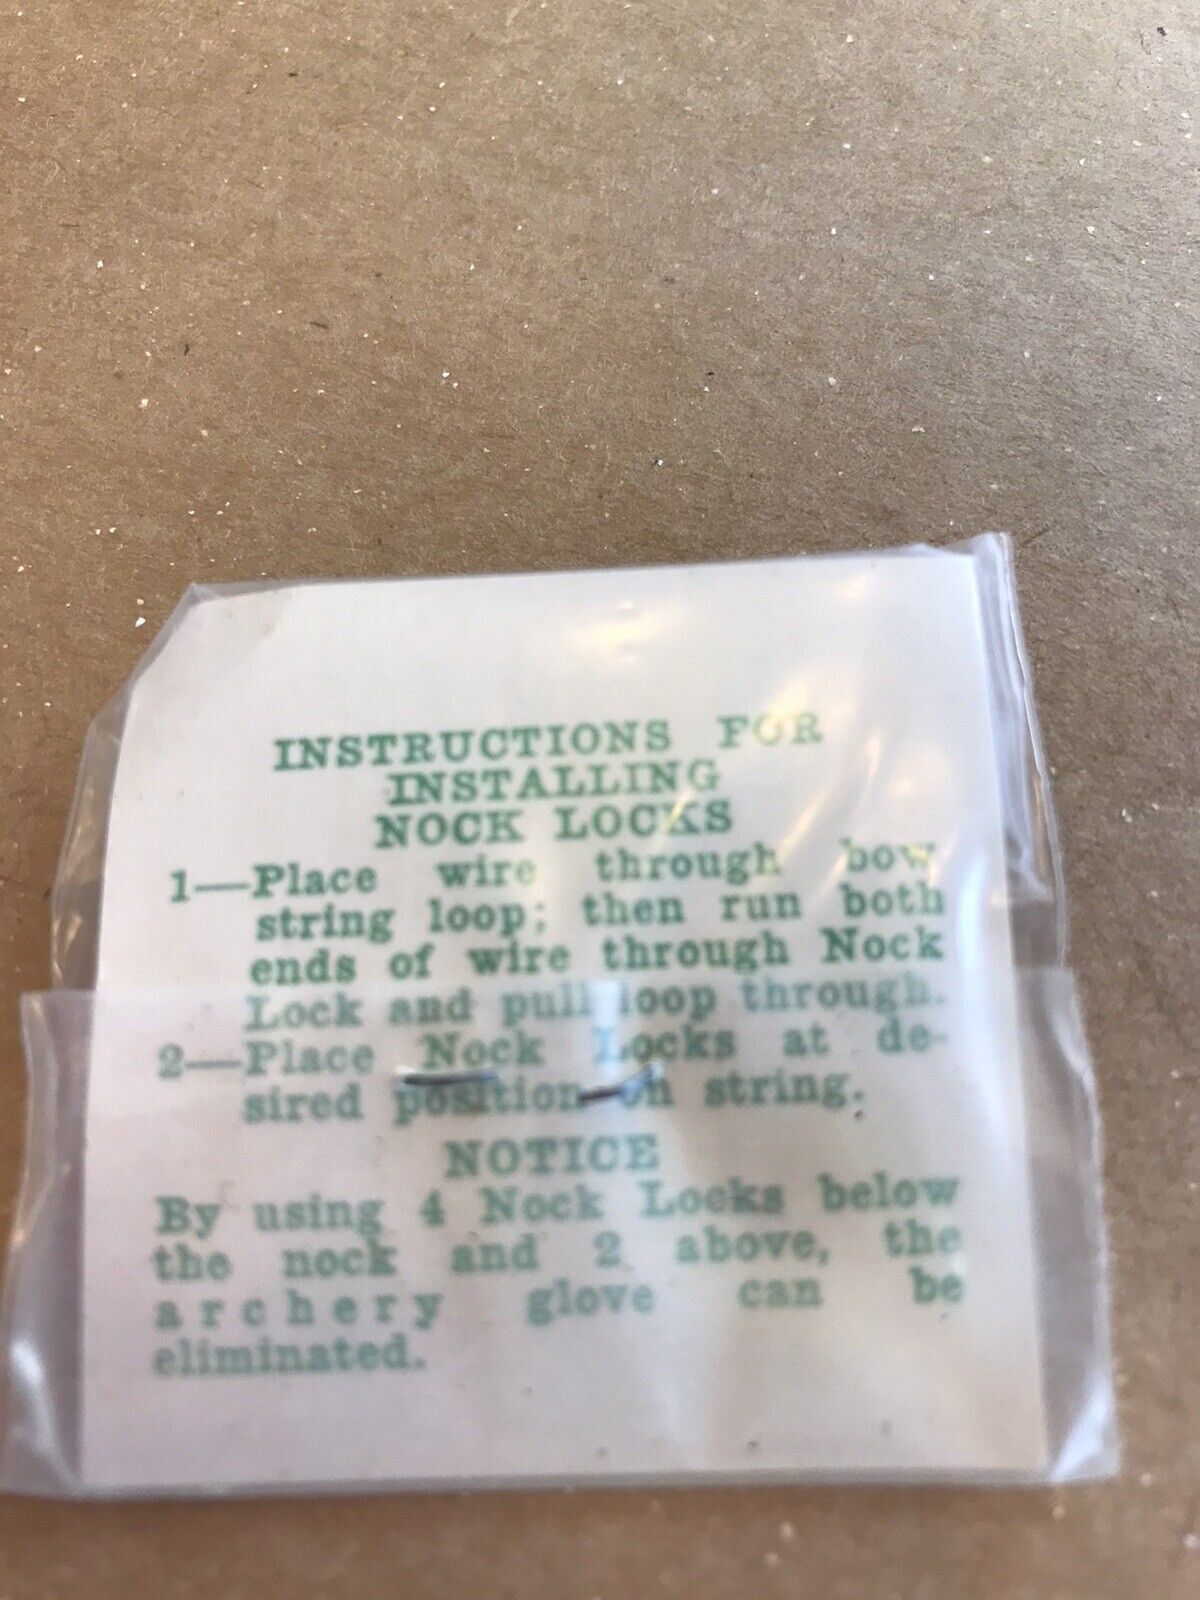 INSTRUCTIONS FOR
INSTALLING
NOCK LOCKS
1—Place wire through bow
string loop; then run both
ends of wire through Nock
Lock and pull loop through.
2—Place Nock Locks at de-
sired position on string.
NOTICE
By using 4 Nock Locks below
the nock and 2 above, the
archery glove can be
eliminated.